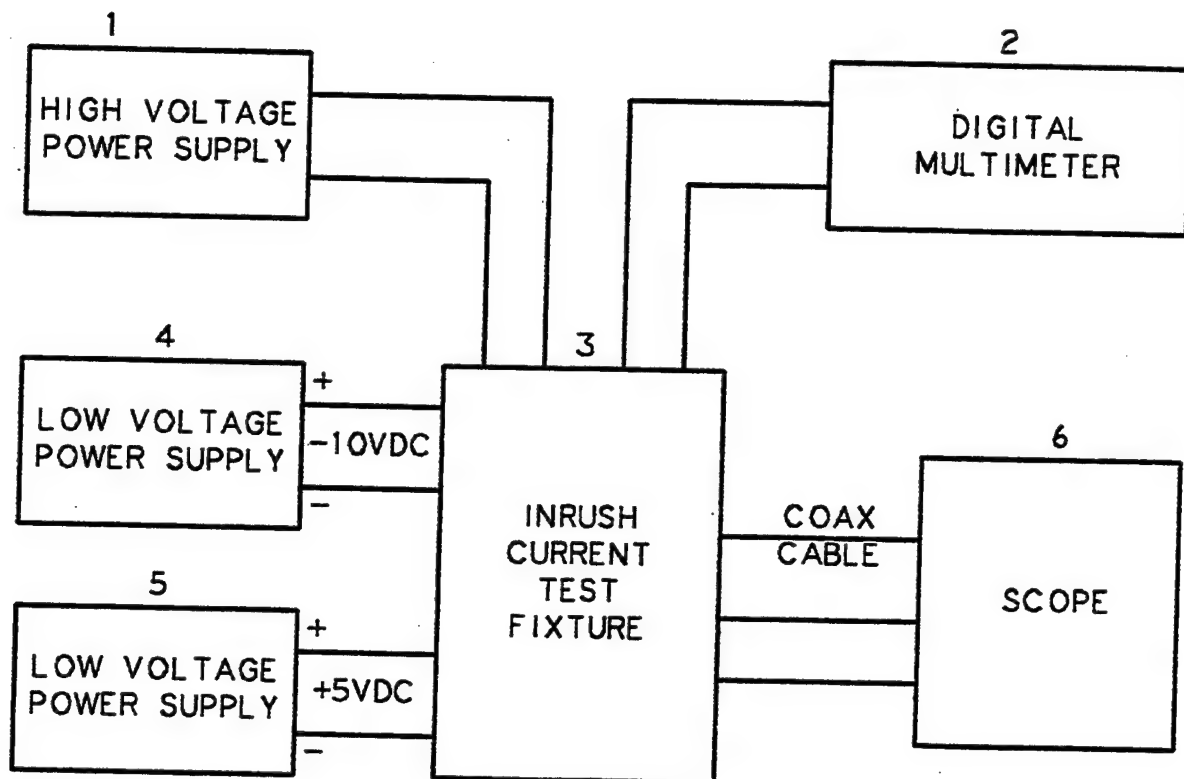 1
HIGH VOLTAGE
POWER SUPPLY
2
DIGITAL
MULTIMETER
3
INRUSH
CURRENT
TEST
FIXTURE
4
LOW VOLTAGE
POWER SUPPLY
+
-10VDC
-
5
LOW VOLTAGE
POWER SUPPLY
+
+5VDC
-
COAX
CABLE
6
SCOPE